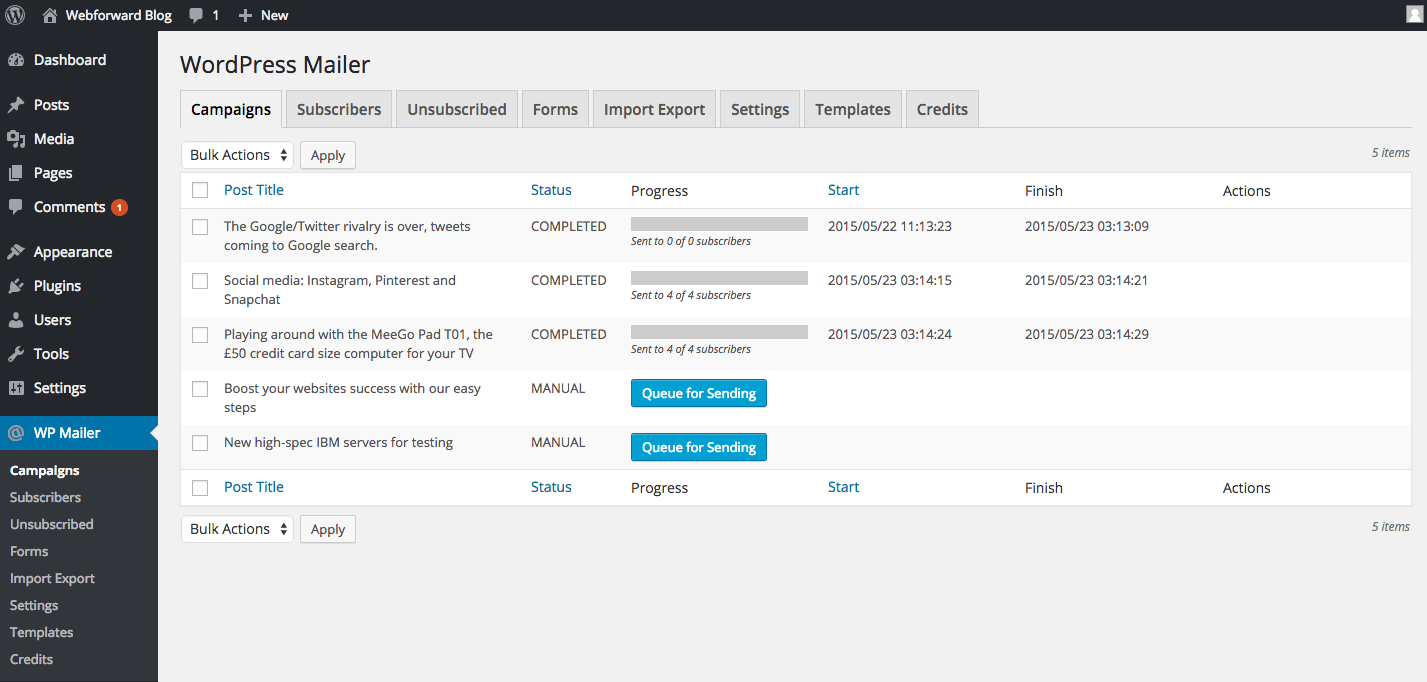 Webforward Blog 1 New
Dashboard
Posts
Media
Pages
Comments 1
Appearance
Plugins
Users
Tools
Settings
WP Mailer
Campaigns
Subscribers
Unsubscribed
Forms
Import Export
Settings
Templates
Credits
WordPress Mailer
Campaigns Subscribers Unsubscribed Forms Import Export Settings Templates Credits
Bulk Actions Apply 5 items
Post Title Status Progress Start Finish Actions
The Google/Twitter rivalry is over, tweets COMPLETED 2015/05/22 11:13:23 2015/05/23 03:13:09
coming to Google search. Sent to 0 of 0 subscribers
Social media: Instagram, Pinterest and COMPLETED 2015/05/23 03:14:15 2015/05/23 03:14:21
Snapchat Sent to 4 of 4 subscribers
Playing around with the MeeGo Pad T01, the COMPLETED 2015/05/23 03:14:24 2015/05/23 03:14:29
£50 credit card size computer for your TV Sent to 4 of 4 subscribers
Boost your websites success with our easy MANUAL Queue for Sending
steps
New high-spec IBM servers for testing MANUAL Queue for Sending
Post Title Status Progress Start Finish Actions
Bulk Actions Apply 5 items